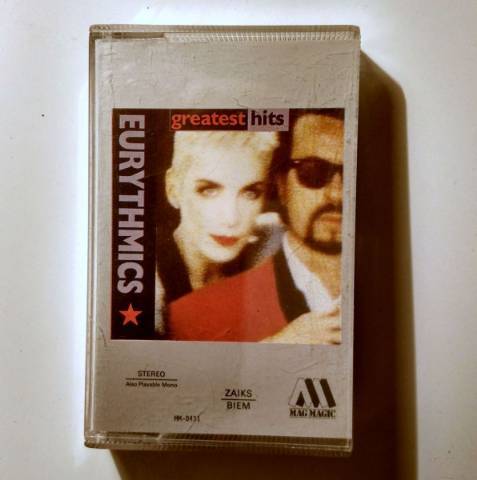 greatest hits
EURYTHMICS
STEREO
Also Playable Mono
ZAIKS
BIEM
MAG MAGIC